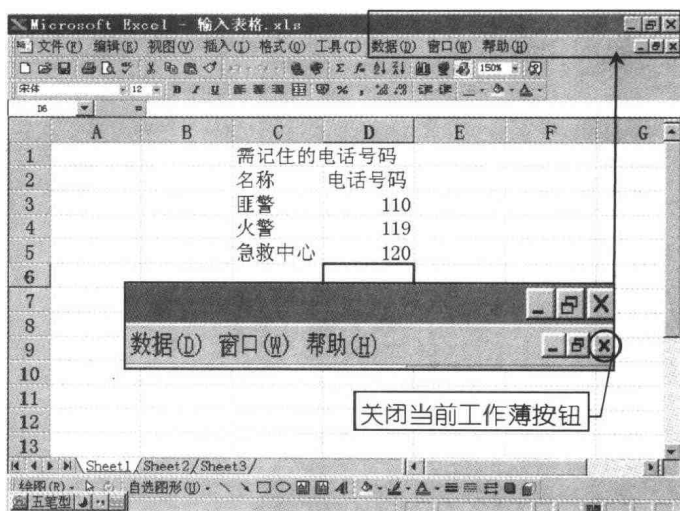 Microsoft Excel - 输入表格.xls
文件(F) 编辑(E) 视图(V) 插入(I) 格式(O) 工具(T) 数据(D) 窗口(W) 帮助(H)
150%
宋体 12 B I U % ,
D6 =
A B C D E F G
1 需记住的电话号码
2 名称 电话号码
3 匪警 110
4 火警 119
5 急救中心 120
6
7
8
9
10
11
12
13
数据(D) 窗口(W) 帮助(H)
关闭当前工作薄按钮
Sheet1/Sheet2/Sheet3/
绘图(R) 自选图形(U)
五笔型